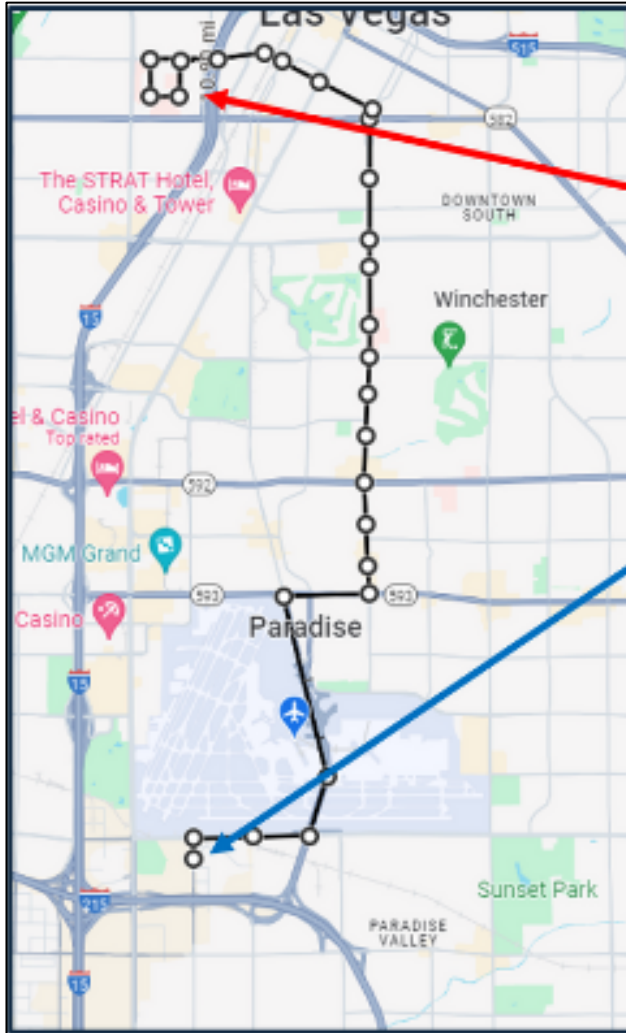 Las Vegas
515
582
The STRAT Hotel,
Casino & Tower
DOWNTOWN
SOUTH
Winchester
15
el & Casino
Top rated
592
MGM Grand
593
593
Casino
Paradise
15
Sunset Park
215
PARADISE
VALLEY
15